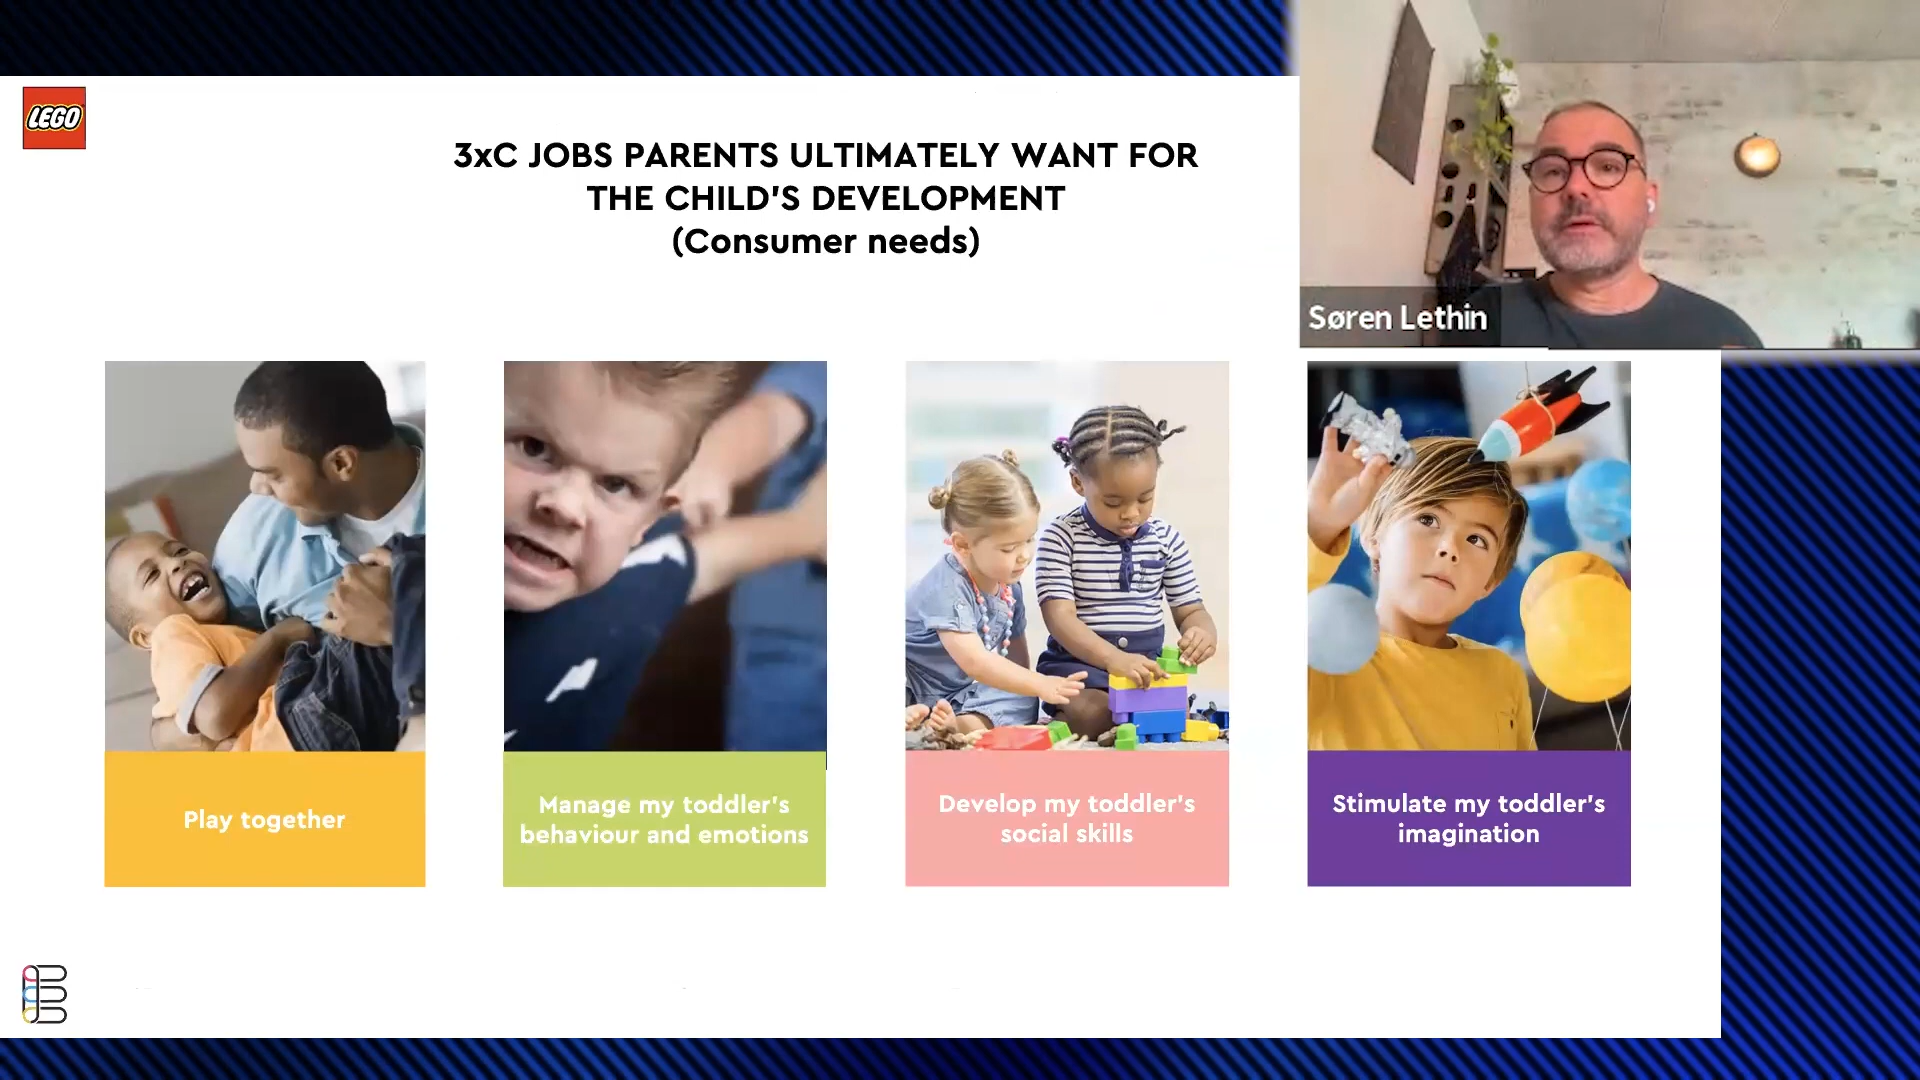 LEGO
3xC JOBS PARENTS ULTIMATELY WANT FOR
THE CHILD'S DEVELOPMENT
(Consumer needs)
Søren Lethin
Play together
Manage my toddler's
behaviour and emotions
Develop my toddler's
social skills
Stimulate my toddler's
imagination